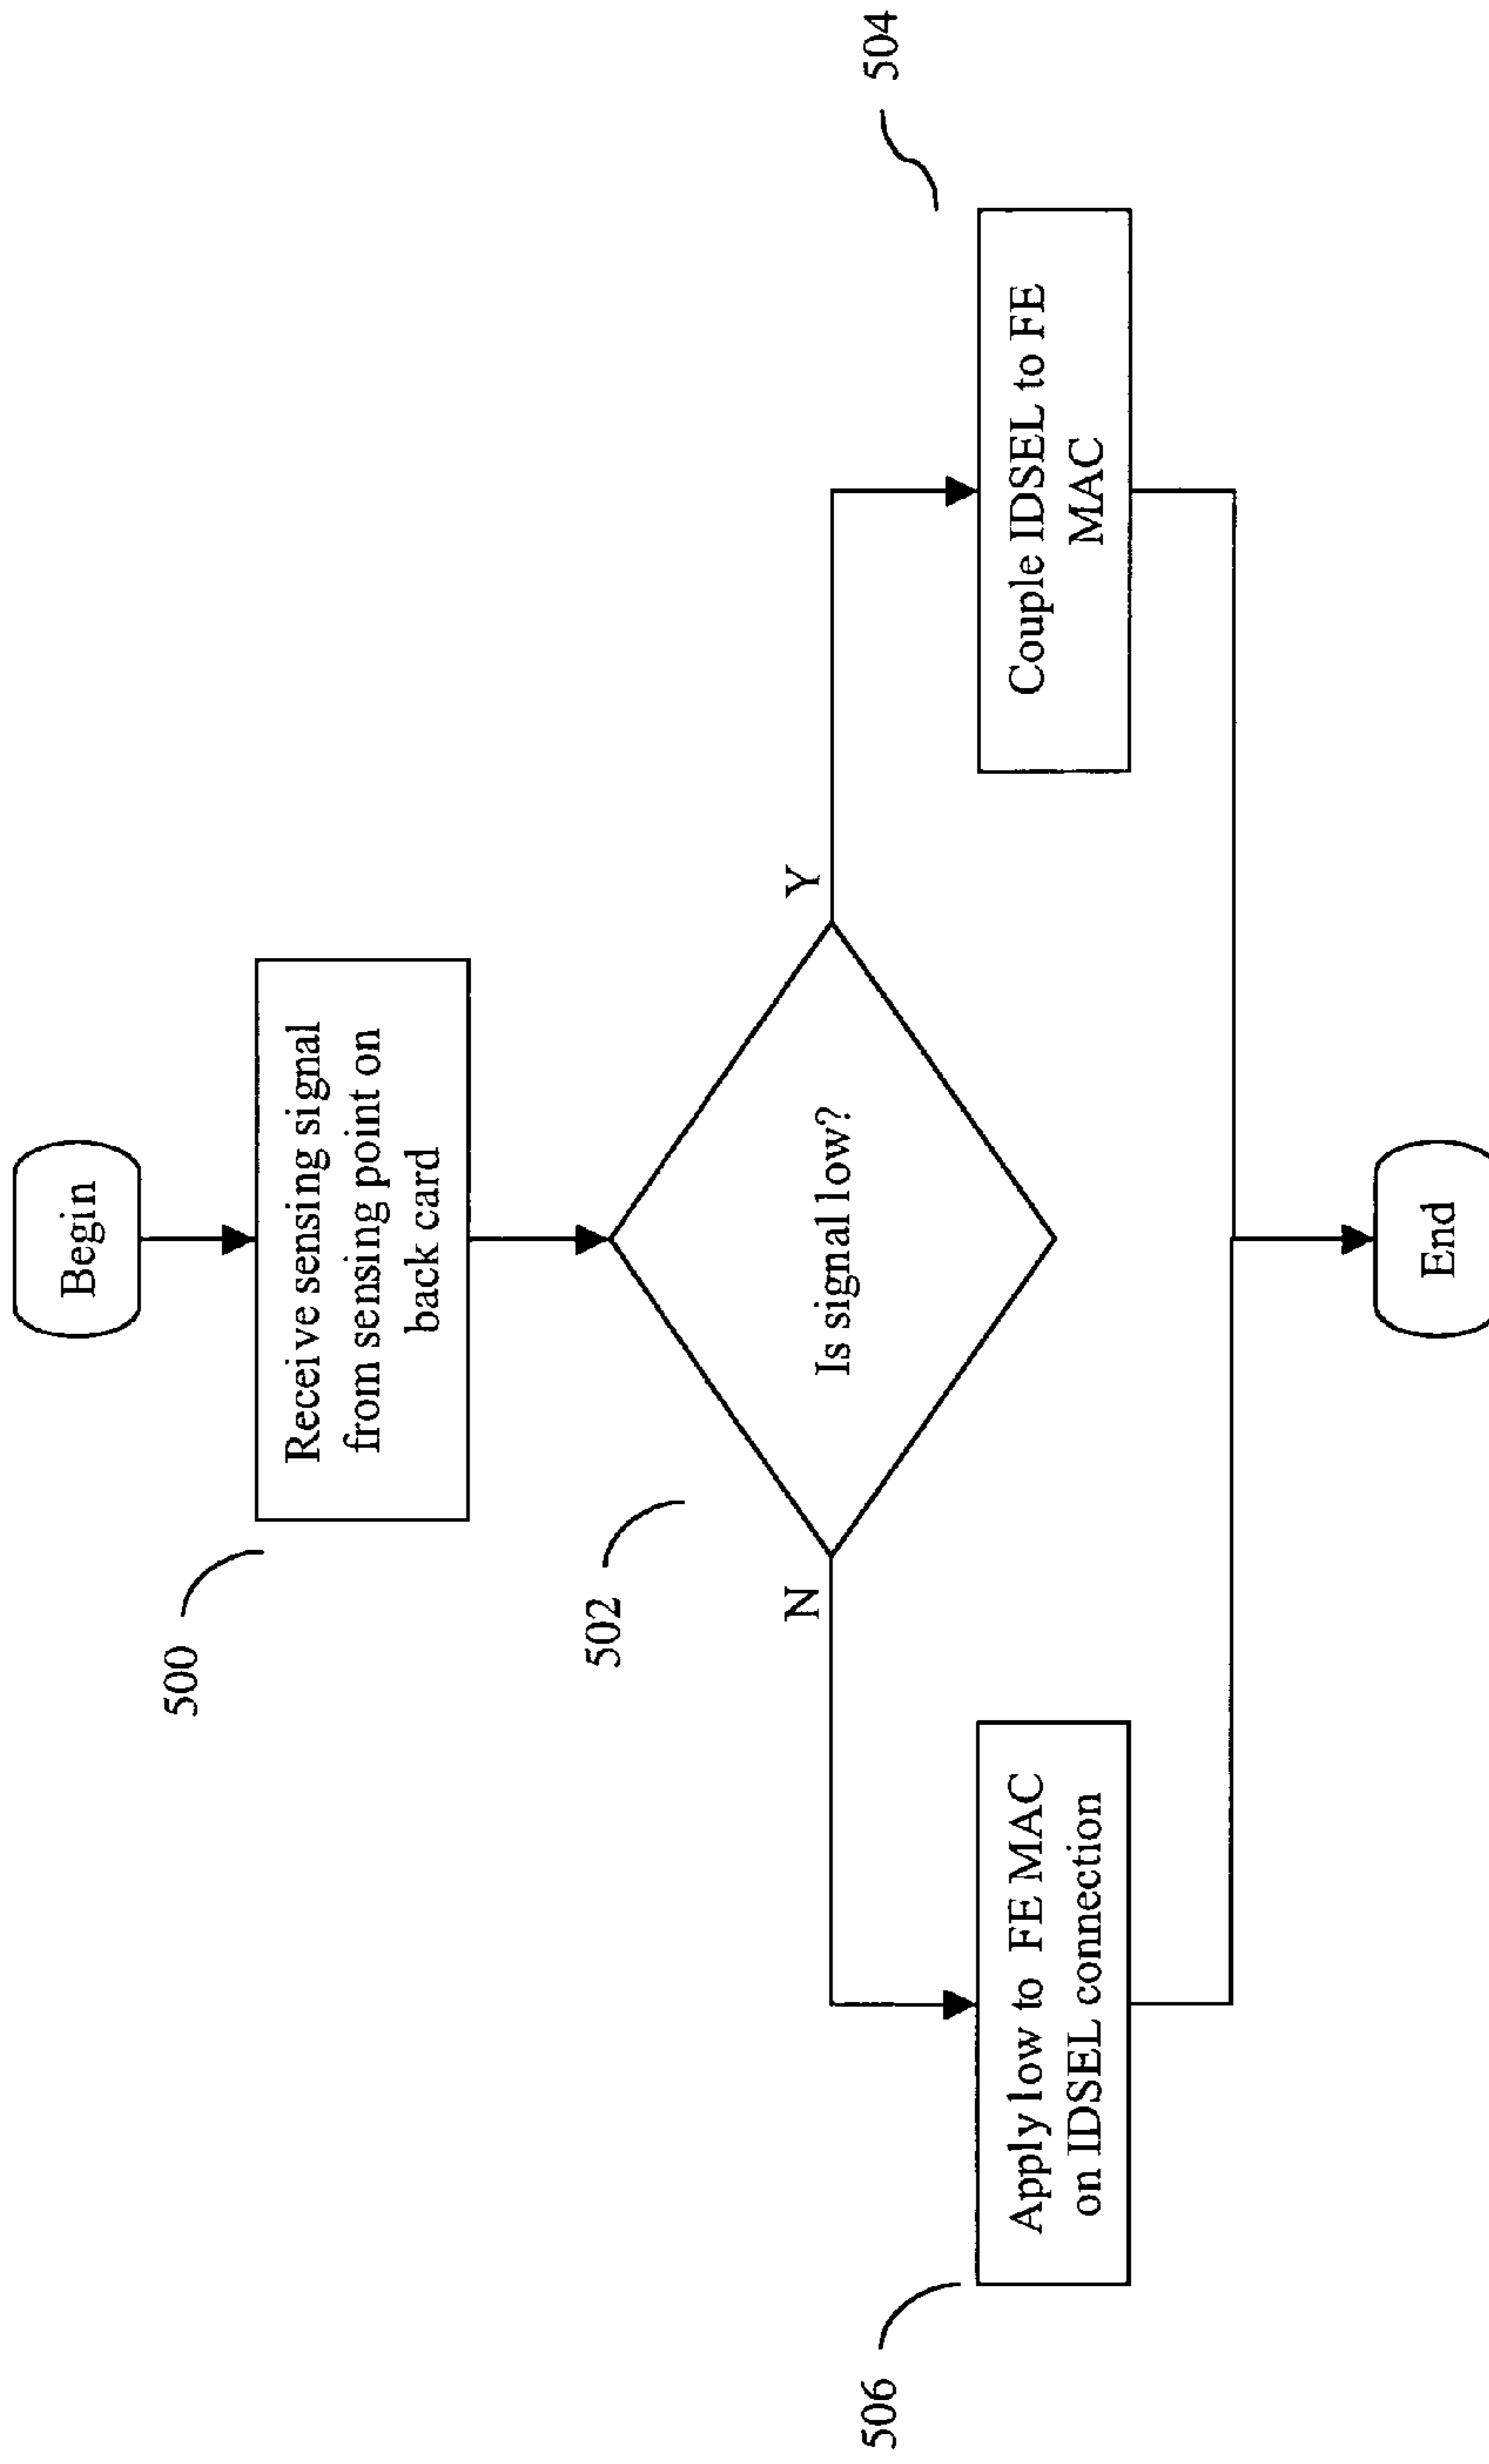 Begin
500
Receive sensing signal
from sensing point on
back card
502
Is signal low?
N
Y
506
Apply low to FE MAC
on IDSEL connection
504
Couple IDSEL to FE
MAC
End